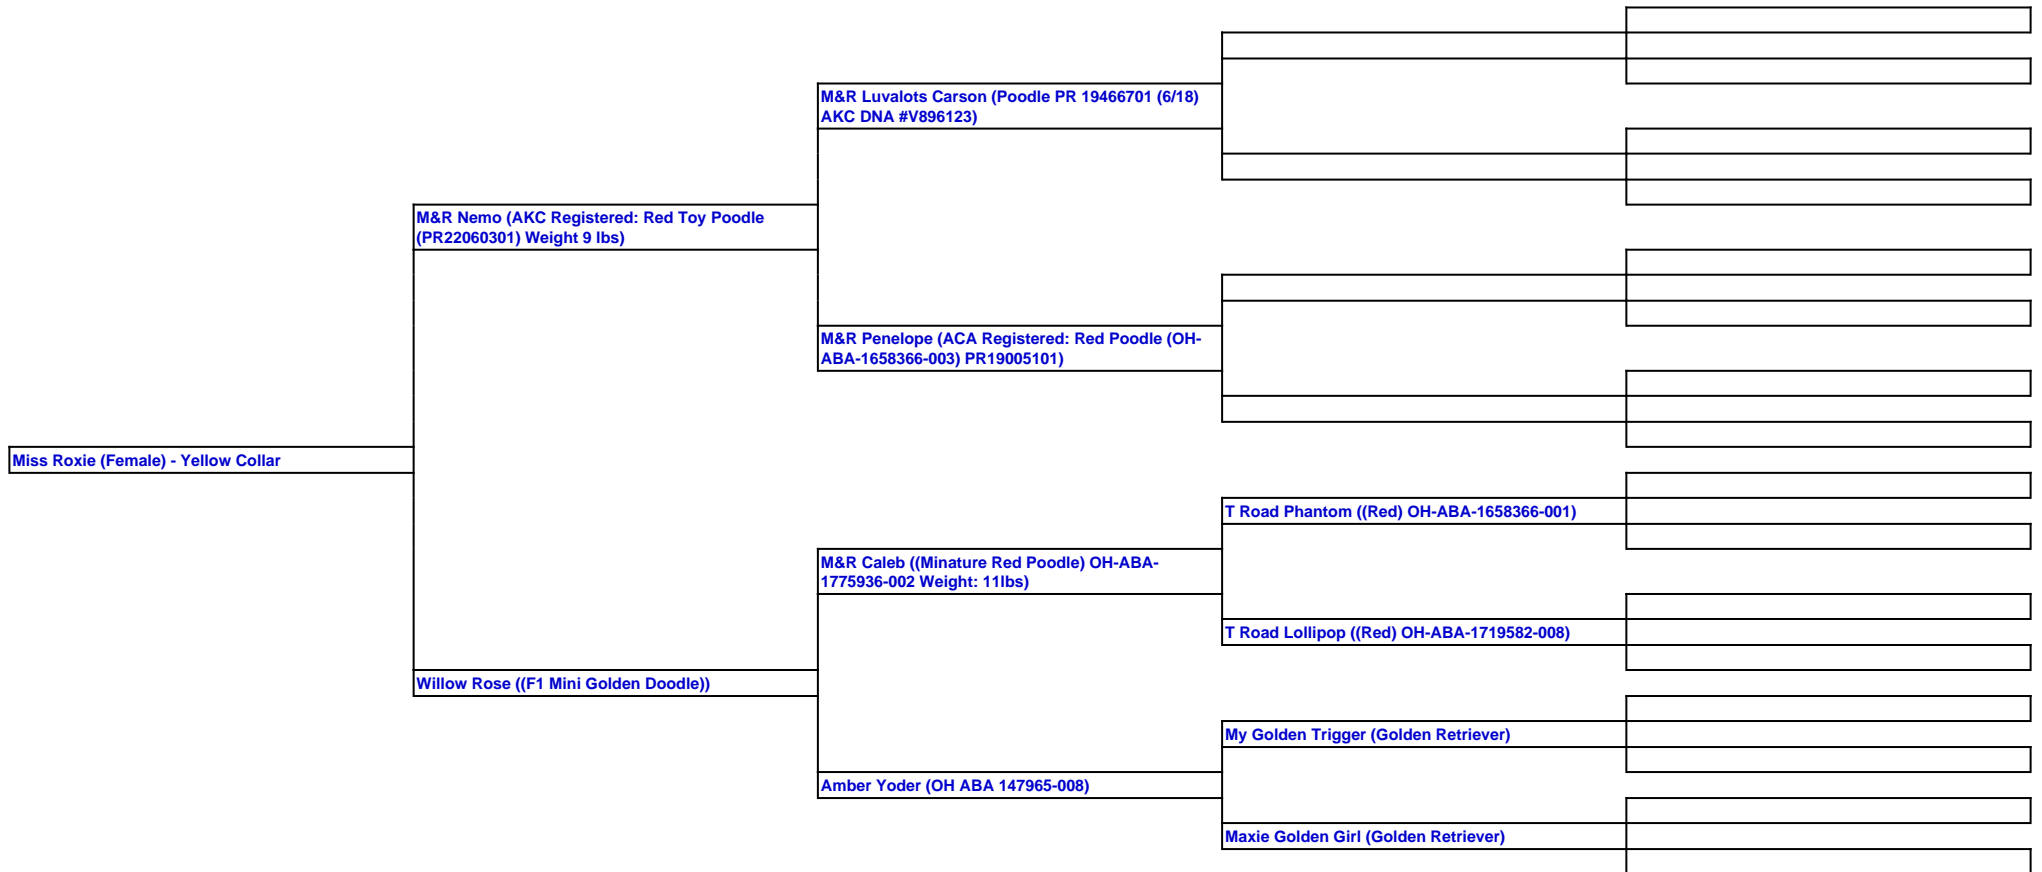 M&R Luvalots Carson (Poodle PR 19466701 (6/18)
AKC DNA #V896123)
M&R Nemo (AKC Registered: Red Toy Poodle
(PR22060301) Weight 9 lbs)
M&R Penelope (ACA Registered: Red Poodle (OH-
ABA-1658366-003) PR19005101)
Miss Roxie (Female) - Yellow Collar
T Road Phantom ((Red) OH-ABA-1658366-001)
M&R Caleb ((Minature Red Poodle) OH-ABA-
1775936-002 Weight: 11lbs)
T Road Lollipop ((Red) OH-ABA-1719582-008)
Willow Rose ((F1 Mini Golden Doodle))
My Golden Trigger (Golden Retriever)
Amber Yoder (OH ABA 147965-008)
Maxie Golden Girl (Golden Retriever)